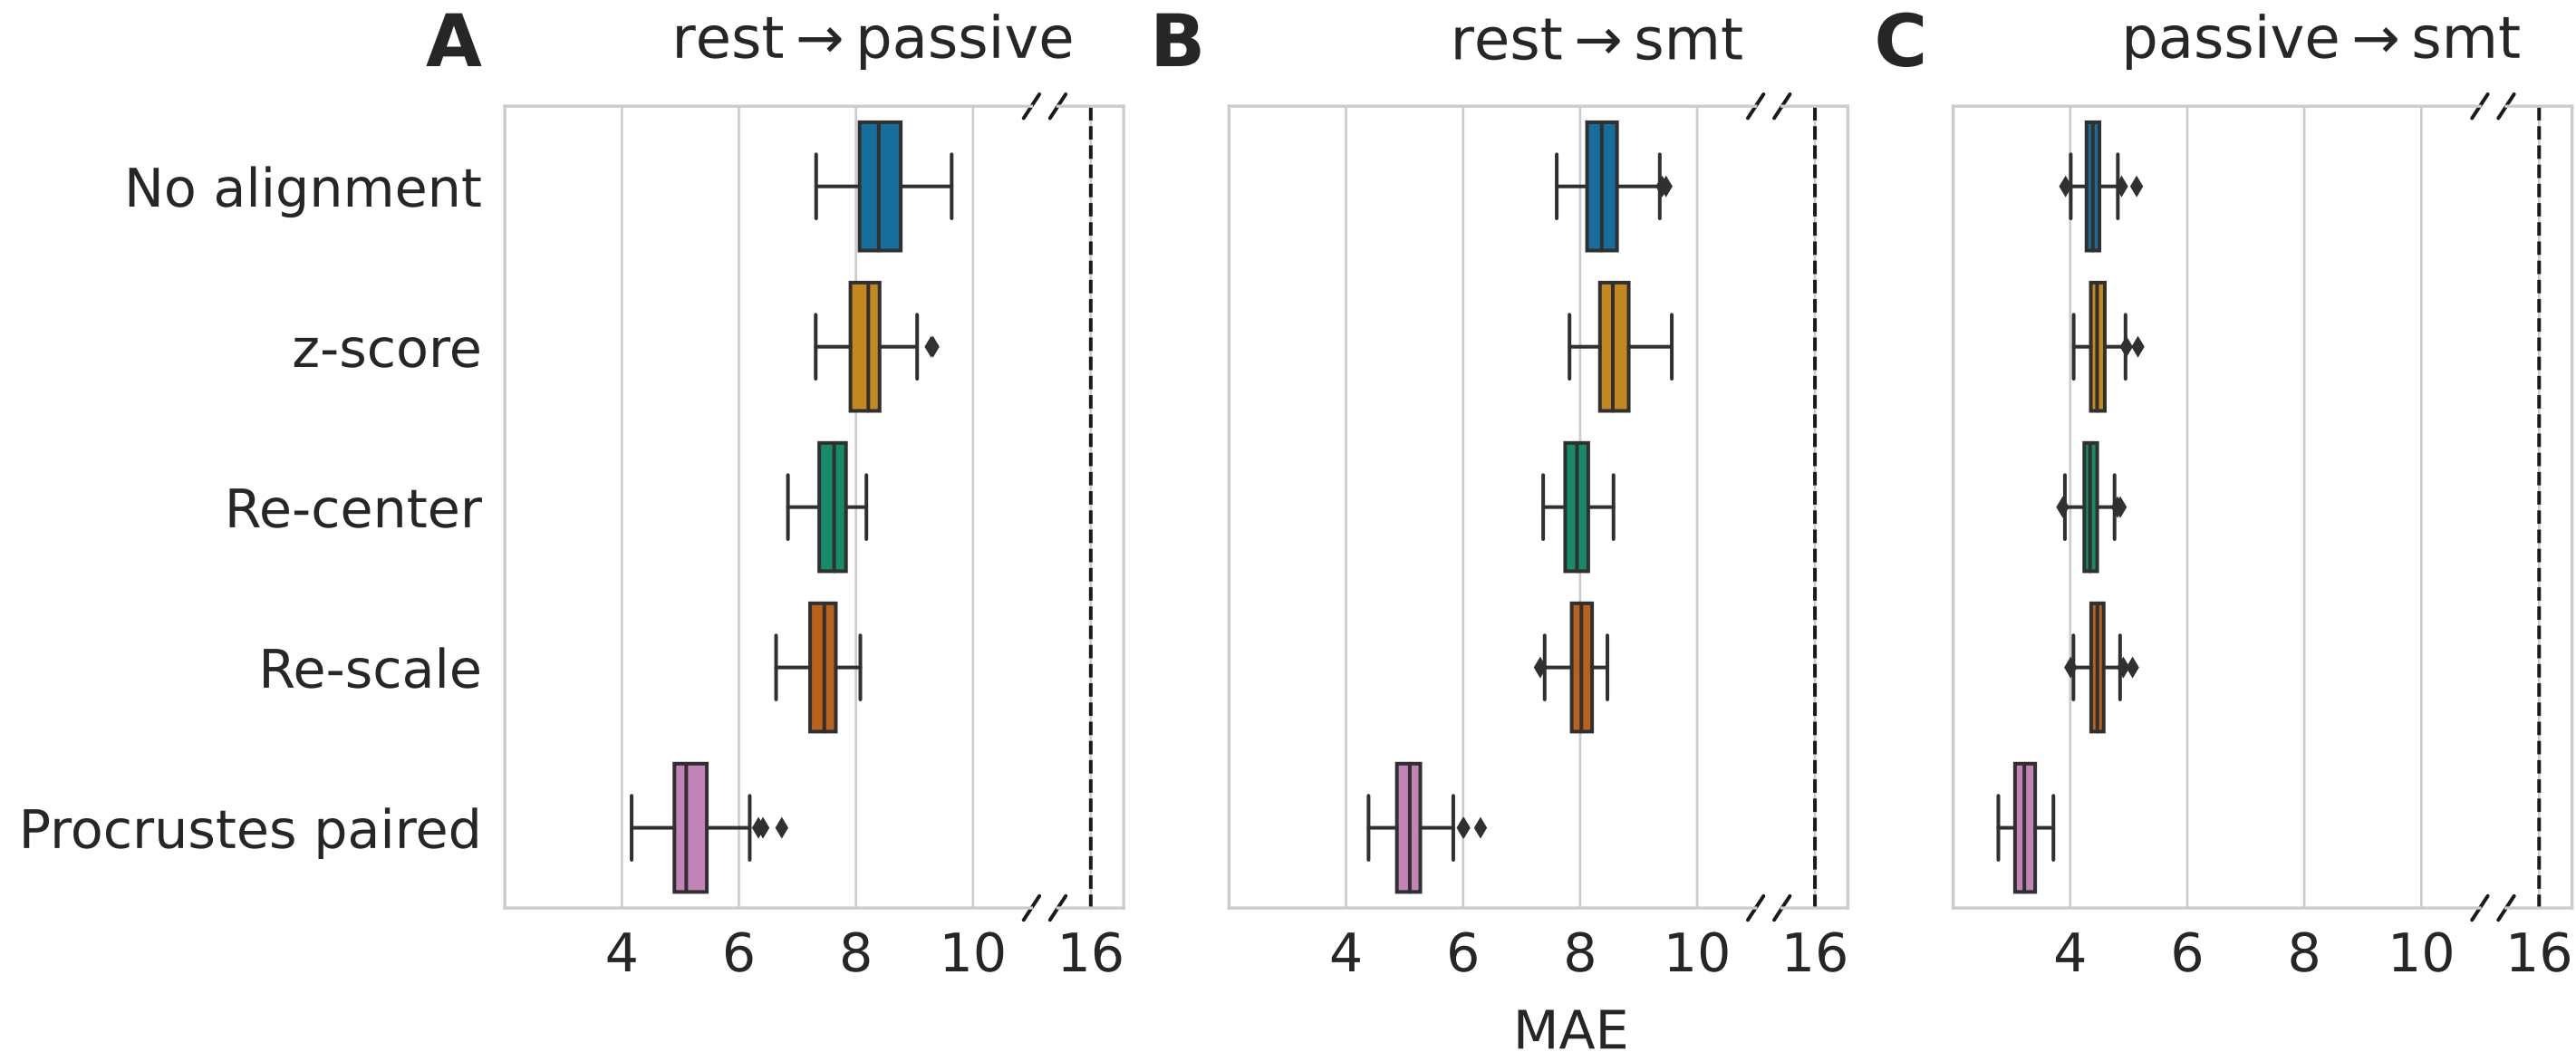 A rest→passive B rest→smt C passive→smt
No alignment
z-score
Re-center
Re-scale
Procrustes paired
4 6 8 10 16 4 6 8 10 16 4 6 8 10 16
MAE